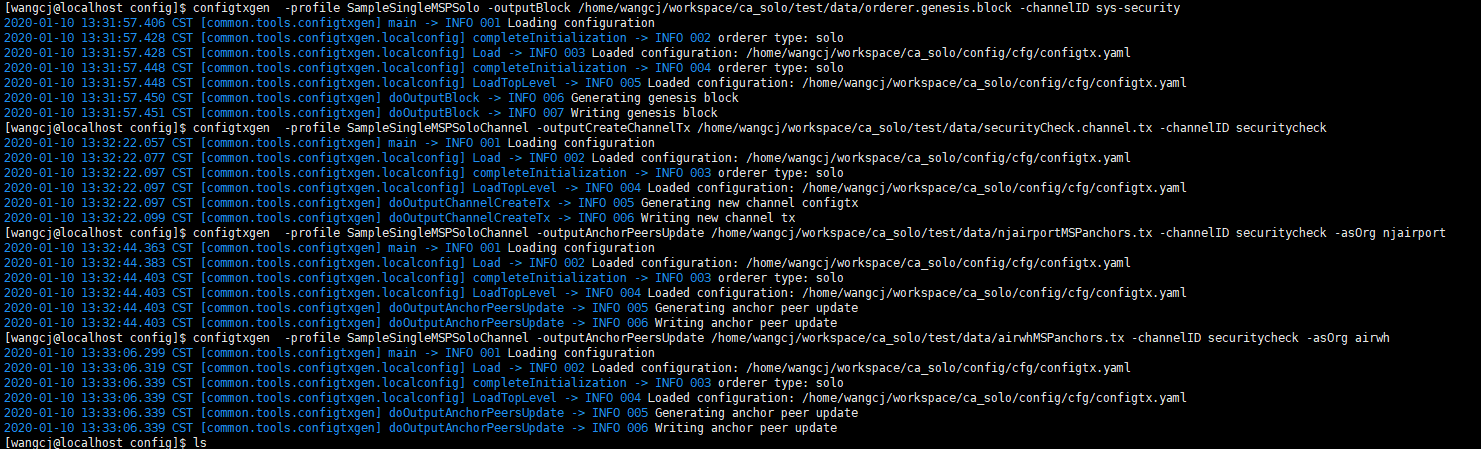 [wangcj@localhost config]$ configtxgen  -profile SampleSingleMSPSolo -outputBlock /home/wangcj/workspace/ca_solo/test/data/orderer.genesis.block -channelID sys-security
2020-01-10 13:31:57.406 CST [common.tools.configtxgen] main -> INFO 001 Loading configuration
2020-01-10 13:31:57.428 CST [common.tools.configtxgen.localconfig] completeInitialization -> INFO 002 orderer type: solo
2020-01-10 13:31:57.428 CST [common.tools.configtxgen.localconfig] Load -> INFO 003 Loaded configuration: /home/wangcj/workspace/ca_solo/config/cfg/configtx.yaml
2020-01-10 13:31:57.448 CST [common.tools.configtxgen.localconfig] completeInitialization -> INFO 004 orderer type: solo
2020-01-10 13:31:57.448 CST [common.tools.configtxgen.localconfig] LoadTopLevel -> INFO 005 Loaded configuration: /home/wangcj/workspace/ca_solo/config/cfg/configtx.yaml
2020-01-10 13:31:57.450 CST [common.tools.configtxgen] doOutputBlock -> INFO 006 Generating genesis block
2020-01-10 13:31:57.451 CST [common.tools.configtxgen] doOutputBlock -> INFO 007 Writing genesis block
[wangcj@localhost config]$ configtxgen  -profile SampleSingleMSPSoloChannel -outputCreateChannelTx /home/wangcj/workspace/ca_solo/test/data/securityCheck.channel.tx -channelID securitycheck
2020-01-10 13:32:22.057 CST [common.tools.configtxgen] main -> INFO 001 Loading configuration
2020-01-10 13:32:22.077 CST [common.tools.configtxgen.localconfig] Load -> INFO 002 Loaded configuration: /home/wangcj/workspace/ca_solo/config/cfg/configtx.yaml
2020-01-10 13:32:22.097 CST [common.tools.configtxgen.localconfig] completeInitialization -> INFO 003 orderer type: solo
2020-01-10 13:32:22.097 CST [common.tools.configtxgen.localconfig] LoadTopLevel -> INFO 004 Loaded configuration: /home/wangcj/workspace/ca_solo/config/cfg/configtx.yaml
2020-01-10 13:32:22.097 CST [common.tools.configtxgen] doOutputChannelCreateTx -> INFO 005 Generating new channel configtx
2020-01-10 13:32:22.099 CST [common.tools.configtxgen] doOutputChannelCreateTx -> INFO 006 Writing new channel tx
[wangcj@localhost config]$ configtxgen  -profile SampleSingleMSPSoloChannel -outputAnchorPeersUpdate /home/wangcj/workspace/ca_solo/test/data/njairportMSPanchors.tx -channelID securitycheck -asOrg njairport
2020-01-10 13:32:44.363 CST [common.tools.configtxgen] main -> INFO 001 Loading configuration
2020-01-10 13:32:44.383 CST [common.tools.configtxgen.localconfig] Load -> INFO 002 Loaded configuration: /home/wangcj/workspace/ca_solo/config/cfg/configtx.yaml
2020-01-10 13:32:44.403 CST [common.tools.configtxgen.localconfig] completeInitialization -> INFO 003 orderer type: solo
2020-01-10 13:32:44.403 CST [common.tools.configtxgen.localconfig] LoadTopLevel -> INFO 004 Loaded configuration: /home/wangcj/workspace/ca_solo/config/cfg/configtx.yaml
2020-01-10 13:32:44.403 CST [common.tools.configtxgen] doOutputAnchorPeersUpdate -> INFO 005 Generating anchor peer update
2020-01-10 13:32:44.403 CST [common.tools.configtxgen] doOutputAnchorPeersUpdate -> INFO 006 Writing anchor peer update
[wangcj@localhost config]$ configtxgen  -profile SampleSingleMSPSoloChannel -outputAnchorPeersUpdate /home/wangcj/workspace/ca_solo/test/data/airwhMSPanchors.tx -channelID securitycheck -asOrg airwh
2020-01-10 13:33:06.299 CST [common.tools.configtxgen] main -> INFO 001 Loading configuration
2020-01-10 13:33:06.319 CST [common.tools.configtxgen.localconfig] Load -> INFO 002 Loaded configuration: /home/wangcj/workspace/ca_solo/config/cfg/configtx.yaml
2020-01-10 13:33:06.339 CST [common.tools.configtxgen.localconfig] completeInitialization -> INFO 003 orderer type: solo
2020-01-10 13:33:06.339 CST [common.tools.configtxgen.localconfig] LoadTopLevel -> INFO 004 Loaded configuration: /home/wangcj/workspace/ca_solo/config/cfg/configtx.yaml
2020-01-10 13:33:06.339 CST [common.tools.configtxgen] doOutputAnchorPeersUpdate -> INFO 005 Generating anchor peer update
2020-01-10 13:33:06.339 CST [common.tools.configtxgen] doOutputAnchorPeersUpdate -> INFO 006 Writing anchor peer update
[wangcj@localhost config]$ ls